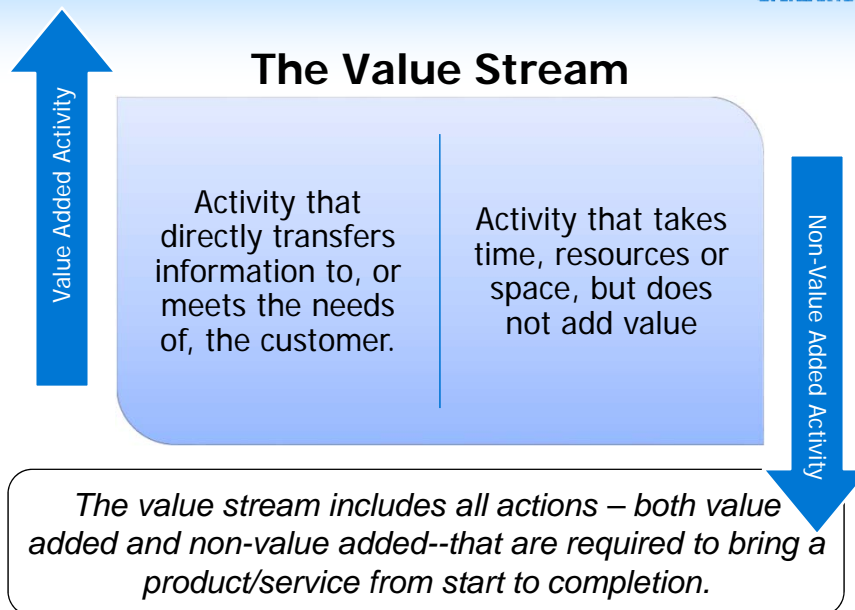 The Value Stream
Value Added Activity
Activity that
directly transfers
information to, or
meets the needs
of, the customer.
Activity that takes
time, resources or
space, but does
not add value
Non-Value Added Activity
The value stream includes all actions – both value
added and non-value added--that are required to bring a
product/service from start to completion.